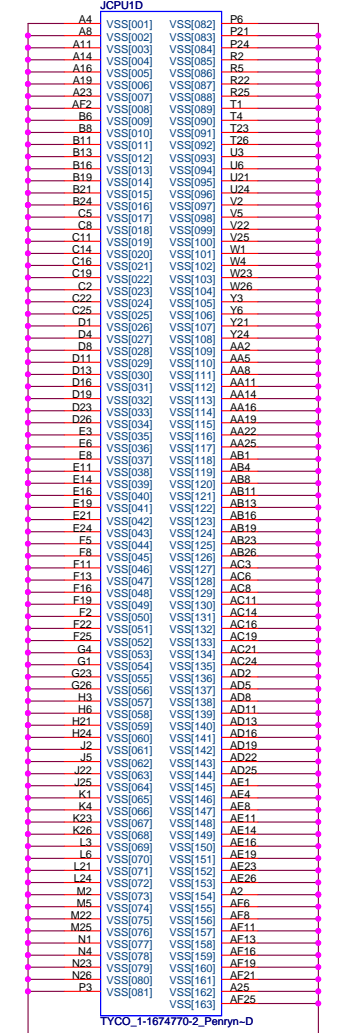 JCPU1D
A4 VSS[001] VSS[082] P6
A8 VSS[002] VSS[083] P21
A11 VSS[003] VSS[084] P24
A14 VSS[004] VSS[085] R2
A16 VSS[005] VSS[086] R5
A19 VSS[006] VSS[087] R22
A23 VSS[007] VSS[088] R25
AF2 VSS[008] VSS[089] T1
B6 VSS[009] VSS[090] T4
B8 VSS[010] VSS[091] T23
B11 VSS[011] VSS[092] T26
B13 VSS[012] VSS[093] U3
B16 VSS[013] VSS[094] U6
B19 VSS[014] VSS[095] U21
B21 VSS[015] VSS[096] U24
B24 VSS[016] VSS[097] V2
C5 VSS[017] VSS[098] V5
C8 VSS[018] VSS[099] V22
C11 VSS[019] VSS[100] V25
C14 VSS[020] VSS[101] W1
C16 VSS[021] VSS[102] W4
C19 VSS[022] VSS[103] W23
C2 VSS[023] VSS[104] W26
C22 VSS[024] VSS[105] Y3
C25 VSS[025] VSS[106] Y6
D1 VSS[026] VSS[107] Y21
D4 VSS[027] VSS[108] Y24
D8 VSS[028] VSS[109] AA2
D11 VSS[029] VSS[110] AA5
D13 VSS[030] VSS[111] AA8
D16 VSS[031] VSS[112] AA11
D19 VSS[032] VSS[113] AA14
D23 VSS[033] VSS[114] AA16
D26 VSS[034] VSS[115] AA19
E3 VSS[035] VSS[116] AA22
E6 VSS[036] VSS[117] AA25
E8 VSS[037] VSS[118] AB1
E11 VSS[038] VSS[119] AB4
E14 VSS[039] VSS[120] AB8
E16 VSS[040] VSS[121] AB11
E19 VSS[041] VSS[122] AB13
E21 VSS[042] VSS[123] AB16
E24 VSS[043] VSS[124] AB19
F5 VSS[044] VSS[125] AB23
F8 VSS[045] VSS[126] AB26
F11 VSS[046] VSS[127] AC3
F13 VSS[047] VSS[128] AC6
F16 VSS[048] VSS[129] AC8
F19 VSS[049] VSS[130] AC11
F2 VSS[050] VSS[131] AC14
F22 VSS[051] VSS[132] AC16
F25 VSS[052] VSS[133] AC19
G4 VSS[053] VSS[134] AC21
G1 VSS[054] VSS[135] AC24
G23 VSS[055] VSS[136] AD2
G26 VSS[056] VSS[137] AD5
H3 VSS[057] VSS[138] AD8
H6 VSS[058] VSS[139] AD11
H21 VSS[059] VSS[140] AD13
H24 VSS[060] VSS[141] AD16
J2 VSS[061] VSS[142] AD19
J5 VSS[062] VSS[143] AD22
J22 VSS[063] VSS[144] AD25
J25 VSS[064] VSS[145] AE1
K1 VSS[065] VSS[146] AE4
K4 VSS[066] VSS[147] AE8
K23 VSS[067] VSS[148] AE11
K26 VSS[068] VSS[149] AE14
L3 VSS[069] VSS[150] AE16
L6 VSS[070] VSS[151] AE19
L21 VSS[071] VSS[152] AE23
L24 VSS[072] VSS[153] AE26
M2 VSS[073] VSS[154] A2
M5 VSS[074] VSS[155] AF6
M22 VSS[075] VSS[156] AF8
M25 VSS[076] VSS[157] AF11
N1 VSS[077] VSS[158] AF13
N4 VSS[078] VSS[159] AF16
N23 VSS[079] VSS[160] AF19
N26 VSS[080] VSS[161] AF21
P3 VSS[081] VSS[162] A25
VSS[163] AF25
TYCO_1-1674770-2_Penryn~D